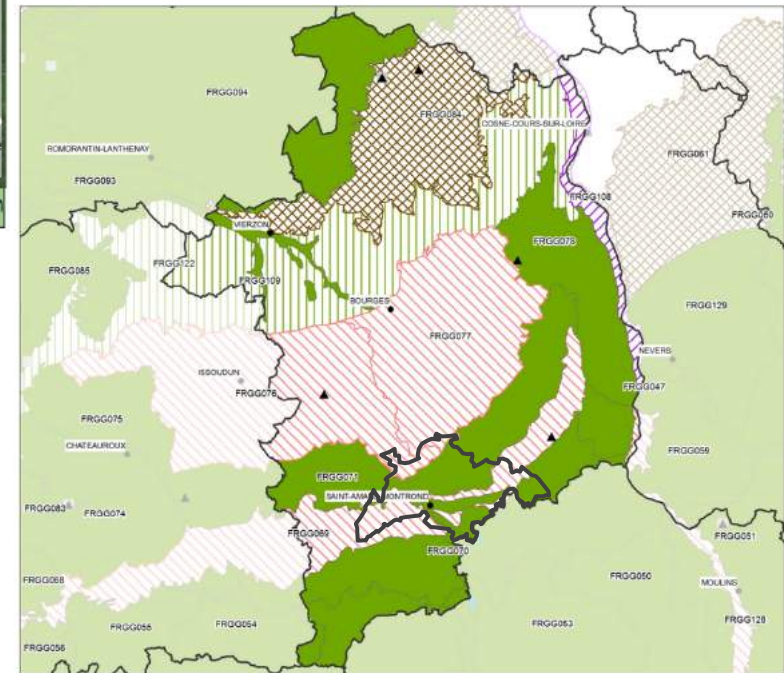 FRGG094
FRGG084
COSNE-COURS-SUR-LOIRE
FRGG061
ROMORANTIN-LANTHENAY
FRGG093
FRGG108
FRGG060
VIERZON
FRGG078
FRGG122
FRGG085
FRGG109
BOURGES
FRGG129
FRGG077
NEVERS
ISSOUDUN
FRGG076
FRGG047
FRGG075
CHATEAUROUX
FRGG059
FRGG071
SAINT-AMAND-MONTROND
FRGG083
FRGG074
FRGG069
FRGG051
FRGG070
FRGG050
MOULINS
FRGG068
FRGG055
FRGG054
FRGG053
FRGG128
FRGG056